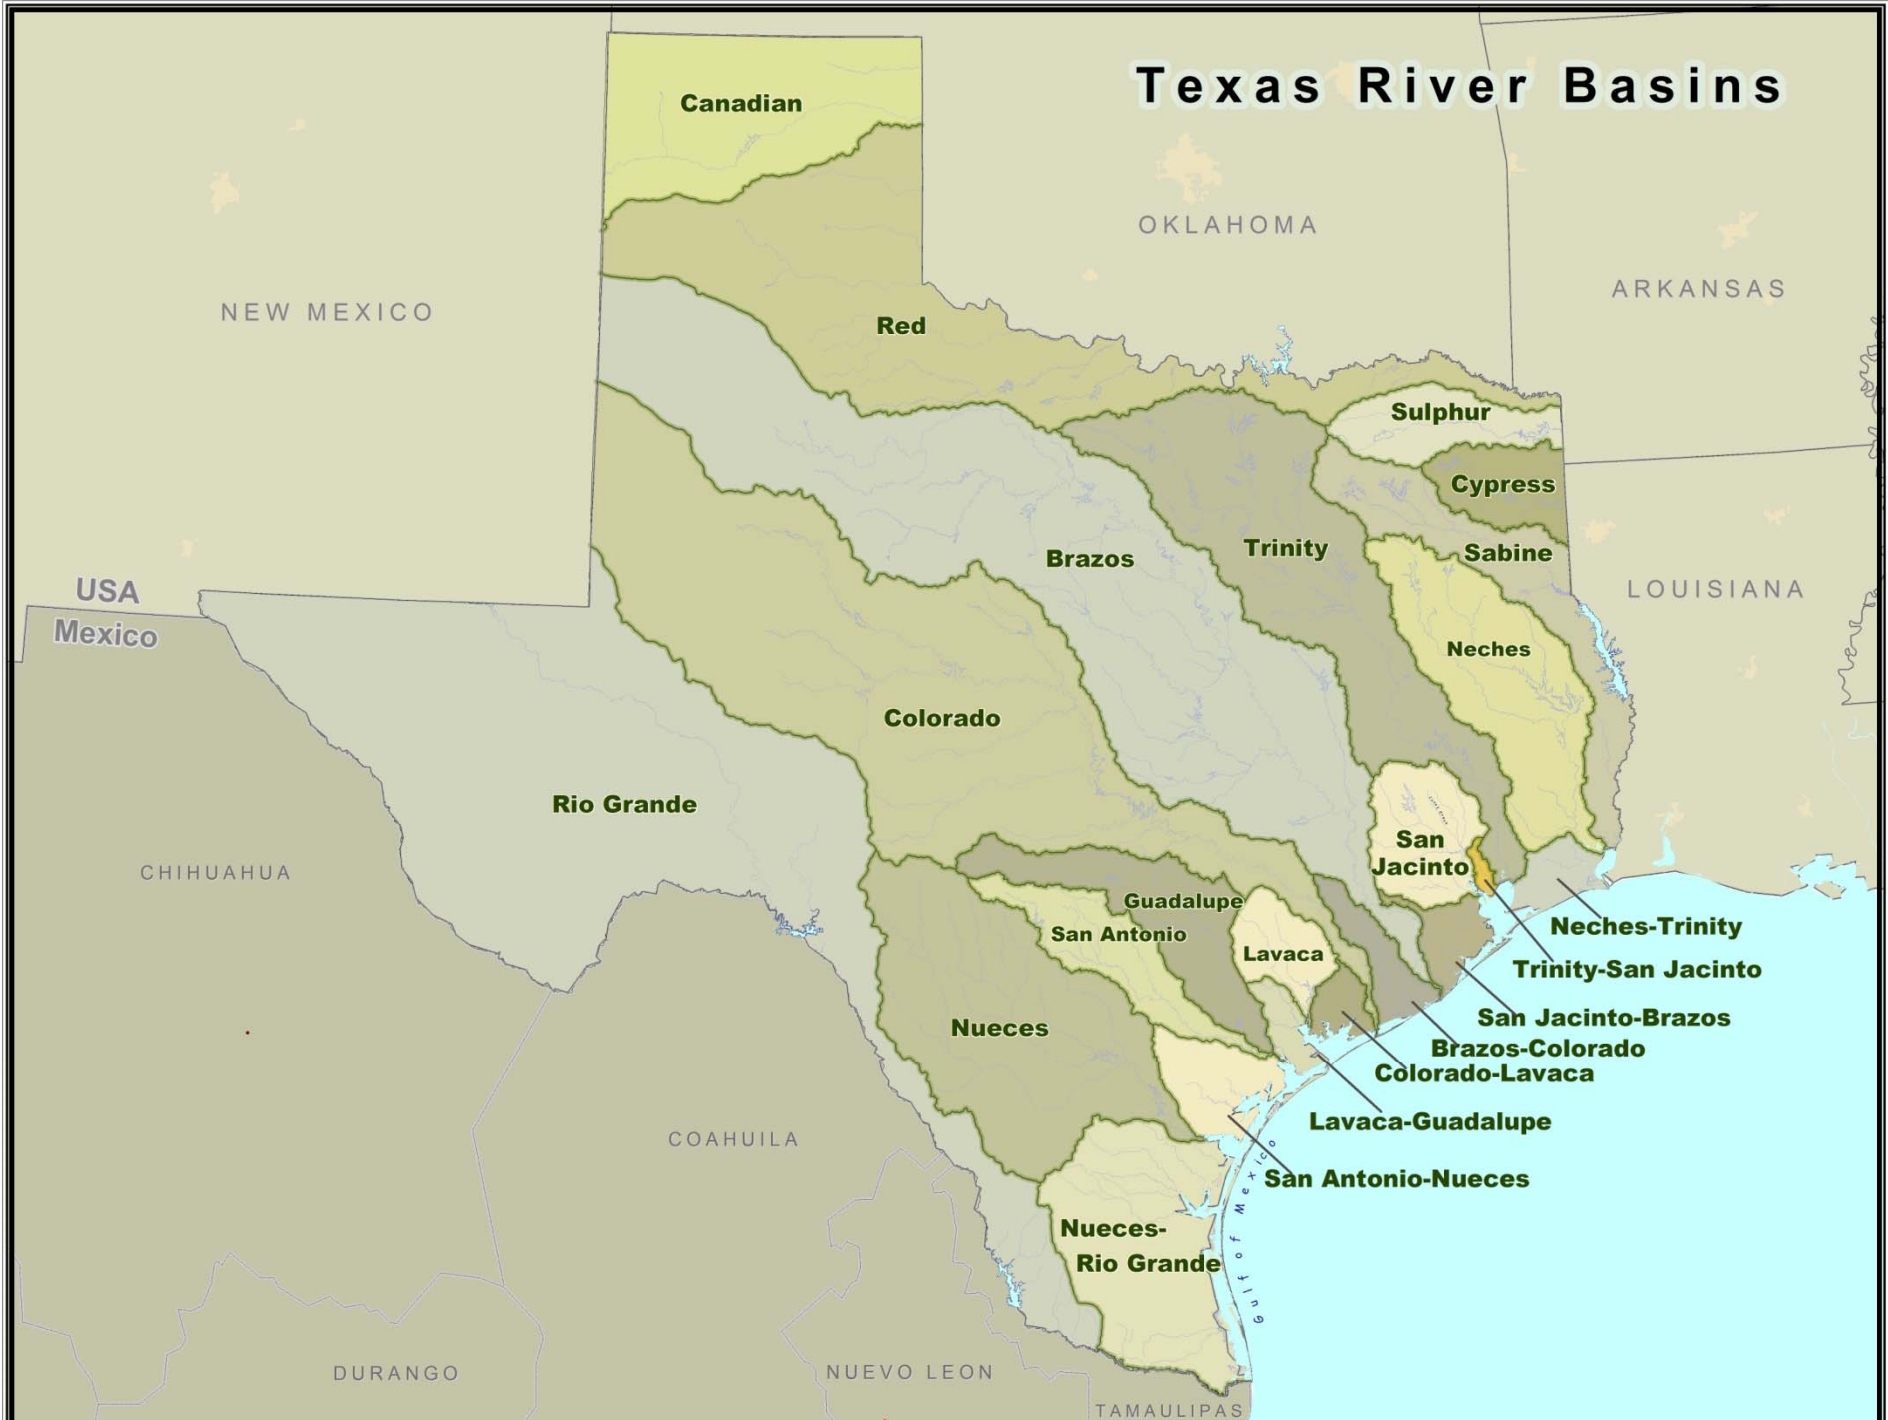 Texas River Basins
Canadian
OKLAHOMA
ARKANSAS
NEW MEXICO
Red
Sulphur
Cypress
Trinity
Sabine
Brazos
USA
Mexico
LOUISIANA
Neches
Colorado
Rio Grande
San
Jacinto
CHIHUAHUA
Guadalupe
San Antonio
Lavaca
Neches-Trinity
Trinity-San Jacinto
Nueces
San Jacinto-Brazos
Brazos-Colorado
Colorado-Lavaca
Lavaca-Guadalupe
COAHUILA
San Antonio-Nueces
Gulf of Mexico
Nueces-
Rio Grande
DURANGO
NUEVO LEON
TAMAULIPAS